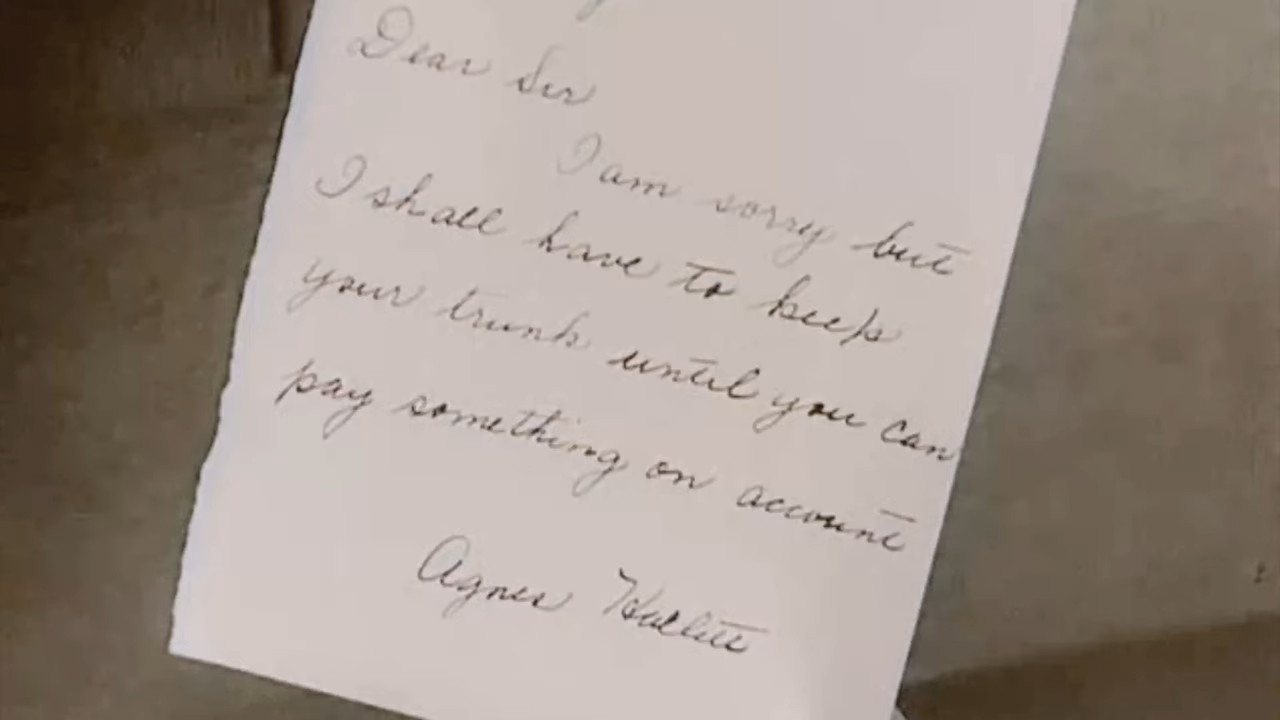 Dear Sir
I am sorry but
I shall have to keep
your trunk until you can
pay something on account
Agnes